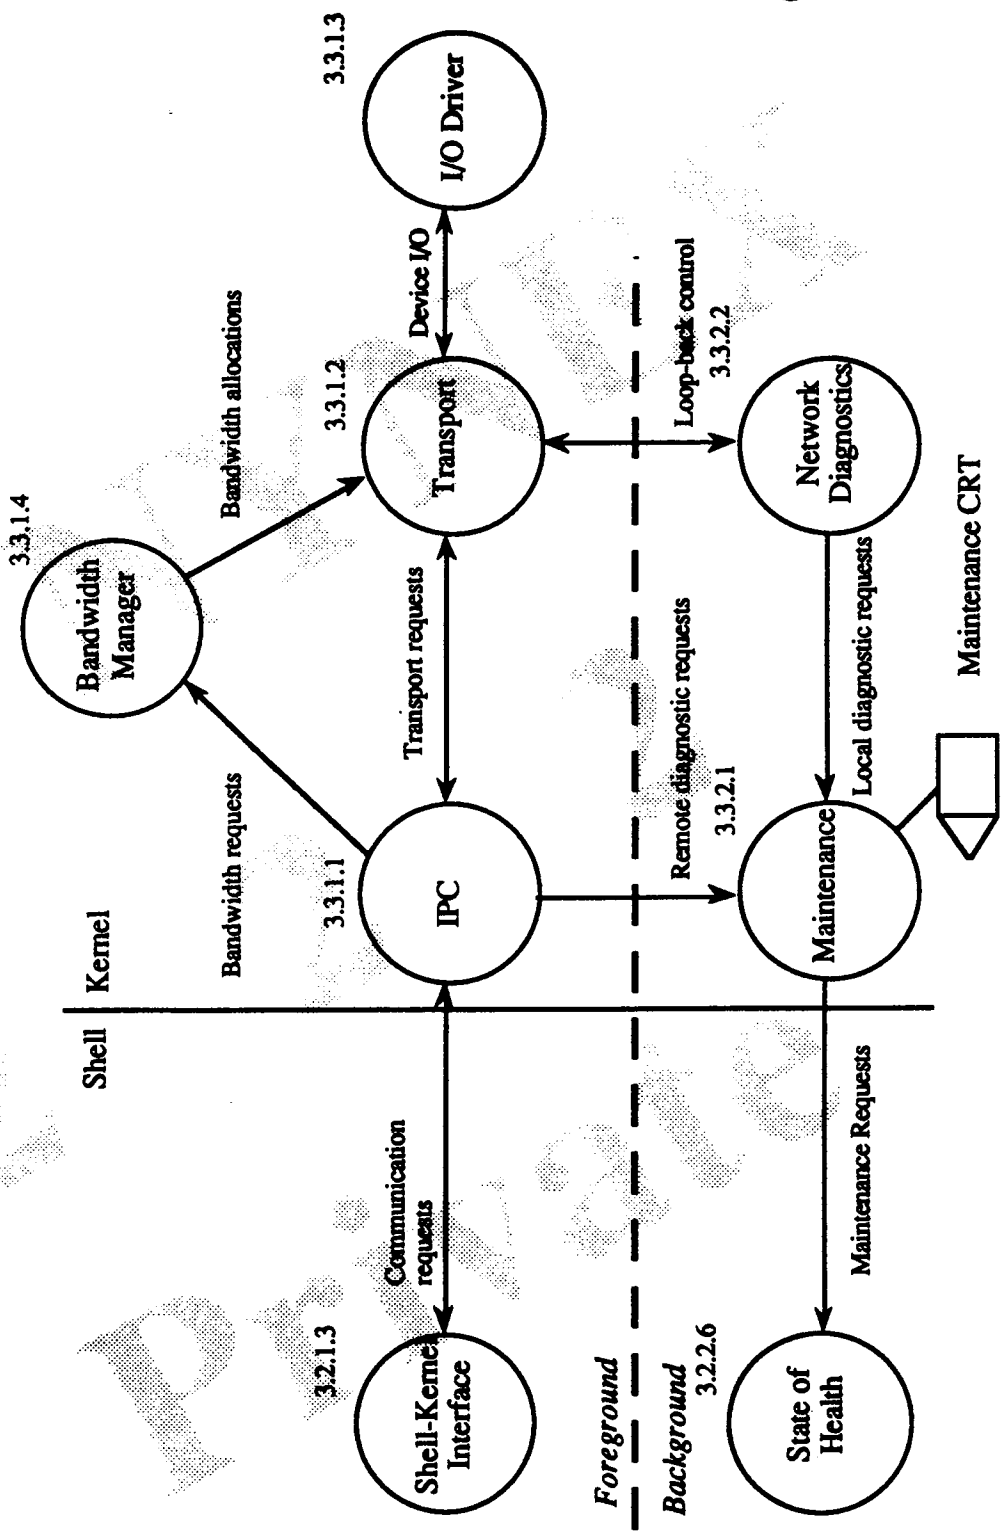 3.3.1.4
Bandwidth
Manager
Shell
Kernel
Bandwidth requests
Bandwidth allocations
3.2.1.3
3.3.1.1
3.3.1.2
3.3.1.3
Communication
requests
Transport requests
Device I/O
Shell-Kernel
Interface
IPC
Transport
I/O Driver
Foreground
Background
Remote diagnostic requests
Loop-back control
3.2.2.6
3.3.2.1
3.3.2.2
State of
Health
Maintenance
Network
Diagnostics
Maintenance Requests
Local diagnostic requests
Maintenance CRT
Private